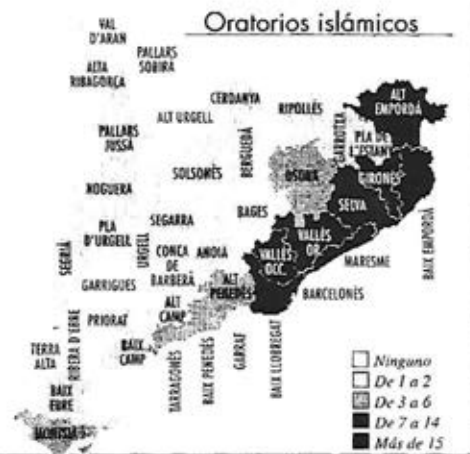 Oratorios islámicos
VAL
D'ARAN
PALLARS
SOBIRA
ALTA
RIBAGORÇA
CERDANYA
ALT
EMPORDÀ
ALT URGELL
RIPOLLÈS
GARROTXA
PLA DE
L'ESTANY
PALLARS
JUSSÀ
BERGUEDÀ
SOLSONÈS
OSONA
GIRONÈS
NOGUERA
SELVA
BAGES
SEGARRA
PLA
D'URGELL
URGELL
SEGRIÀ
CONCA
DE
BARBERÀ
ANOIA
VALLÈS
OR.
VALLÈS
OCC.
BAIX EMPORDÀ
MARESME
GARRIGUES
ALT
PENEDÈS
BARCELONÈS
ALT
CAMP
PRIORAT
RIBERA D'EBRE
TERRA
ALTA
BAIX
CAMP
TARRAGONÈS
BAIX PENEDÈS
GARRAF
BAIX LLOBREGAT
BAIX
EBRE
MONTSIÀ
Ninguno
De 1 a 2
De 3 a 6
De 7 a 14
Más de 15